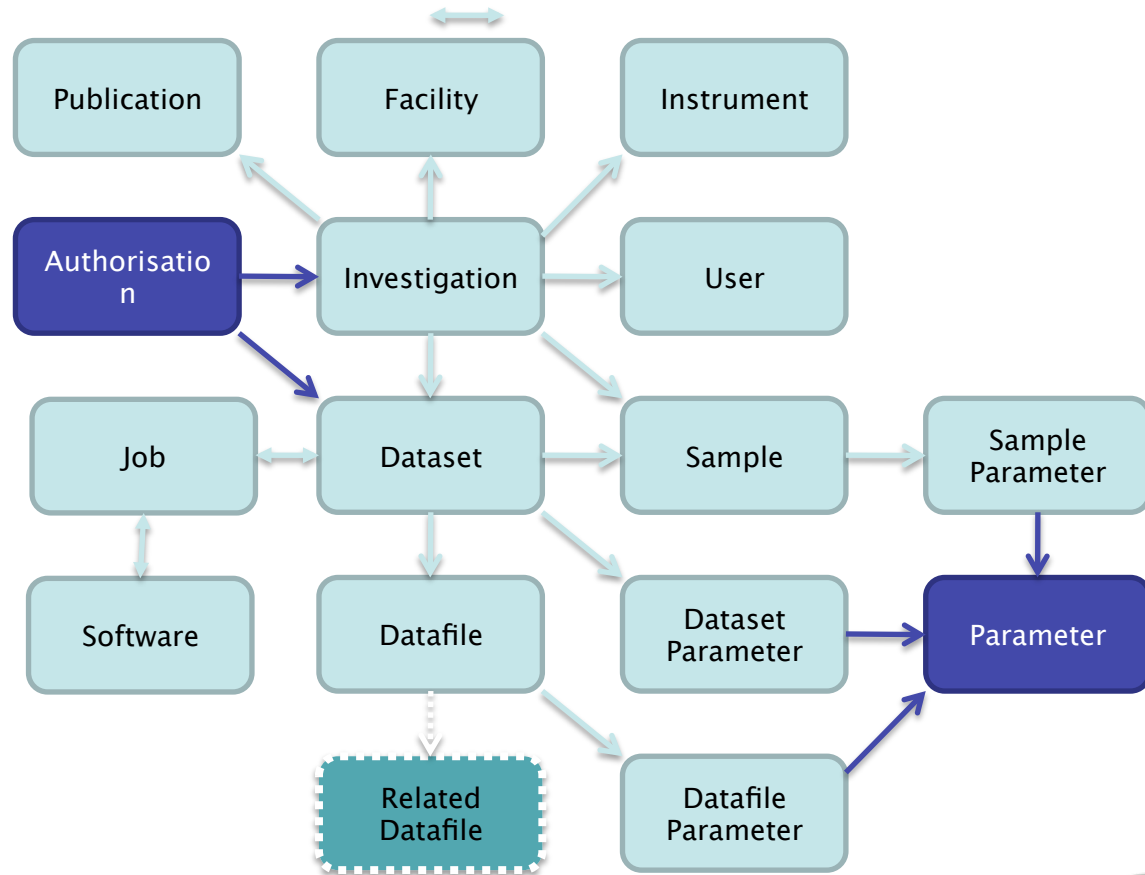 Publication
Facility
Instrument
Authorisatio
n
Investigation
User
Job
Dataset
Sample
Sample
Parameter
Software
Datafile
Dataset
Parameter
Parameter
Related
Datafile
Datafile
Parameter